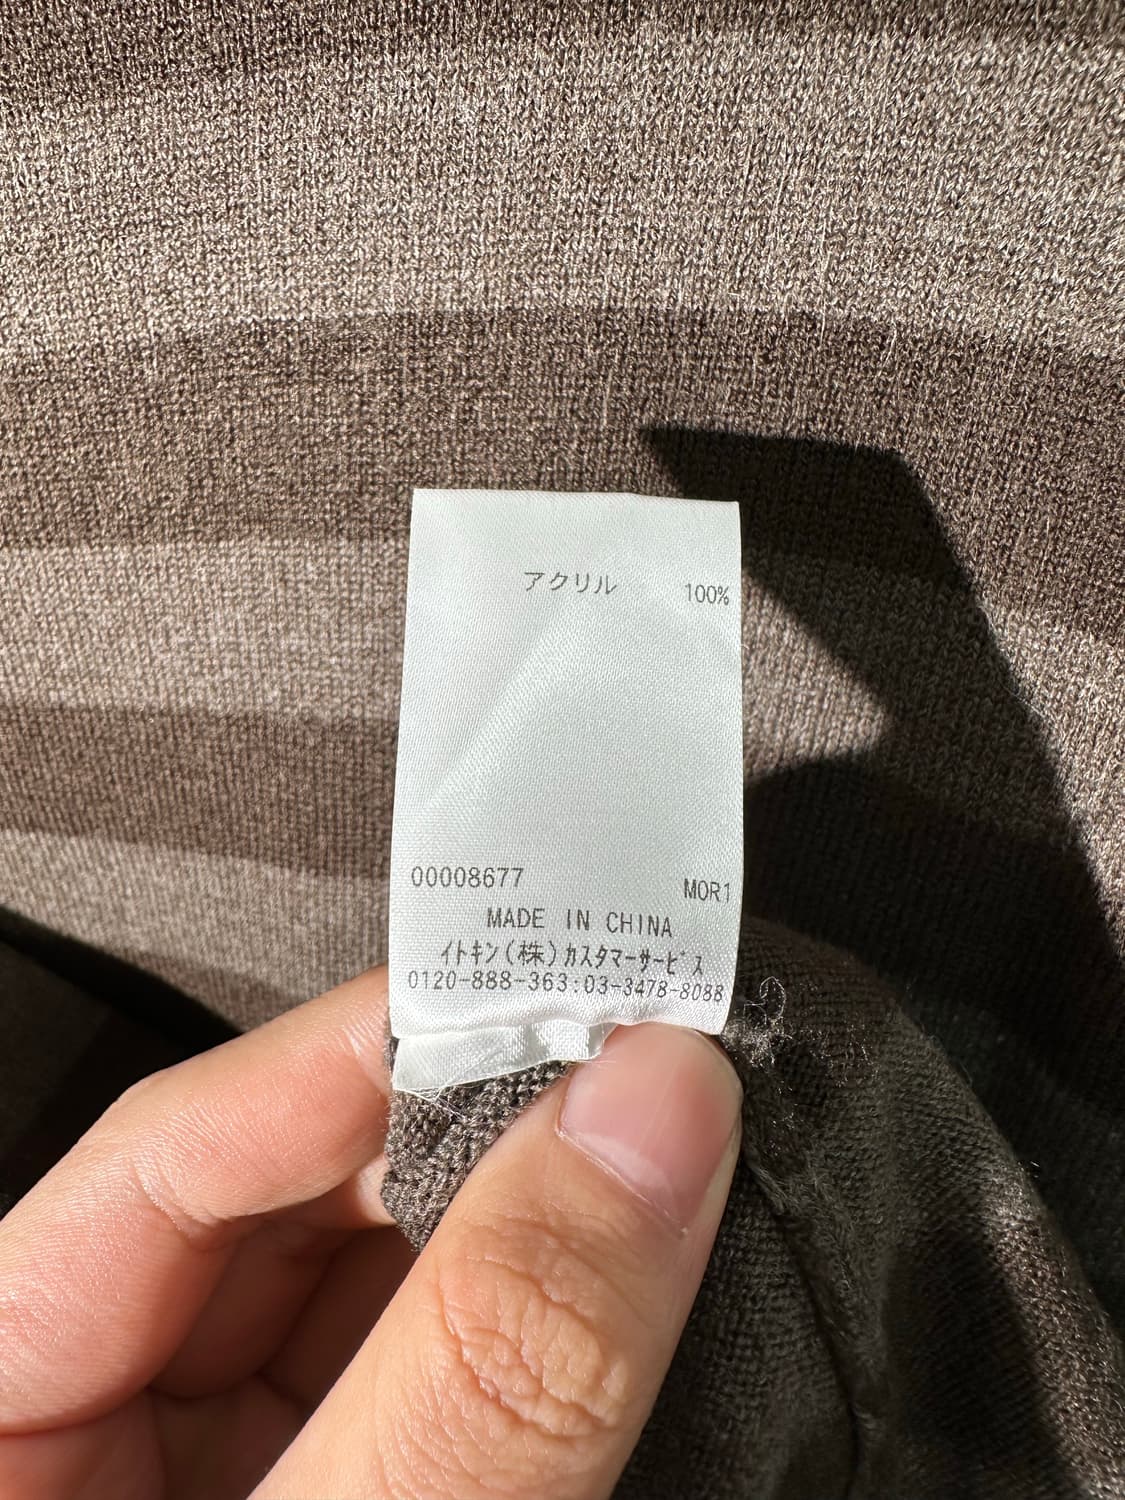 アクリル 100%
00008677 MOR1
MADE IN CHINA
ｲﾄｷﾝ(株)ｶｽﾀﾏｰｻｰﾋﾞｽ
0120-888-363:03-3478-8088